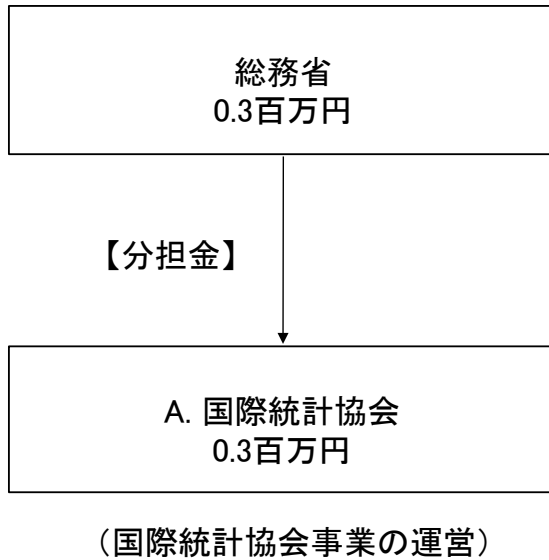 総務省
0.3百万円
【分担金】
A. 国際統計協会
0.3百万円
（国際統計協会事業の運営）